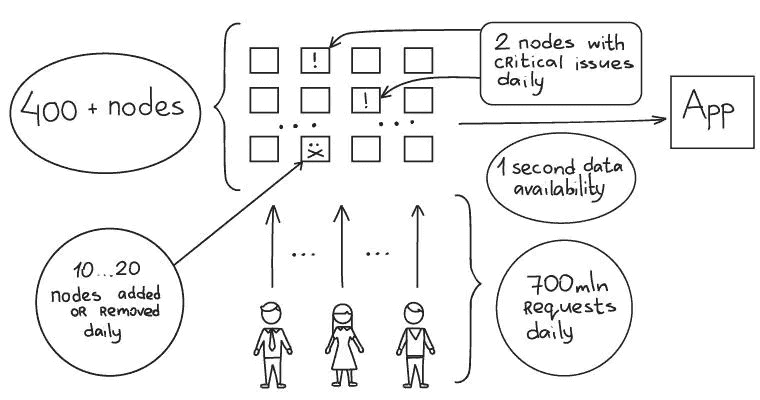 400 + nodes
!
!
2 nodes with
critical issues
daily
App
1 second data
availability
10...20
nodes added
or removed
daily
700mln
requests
daily